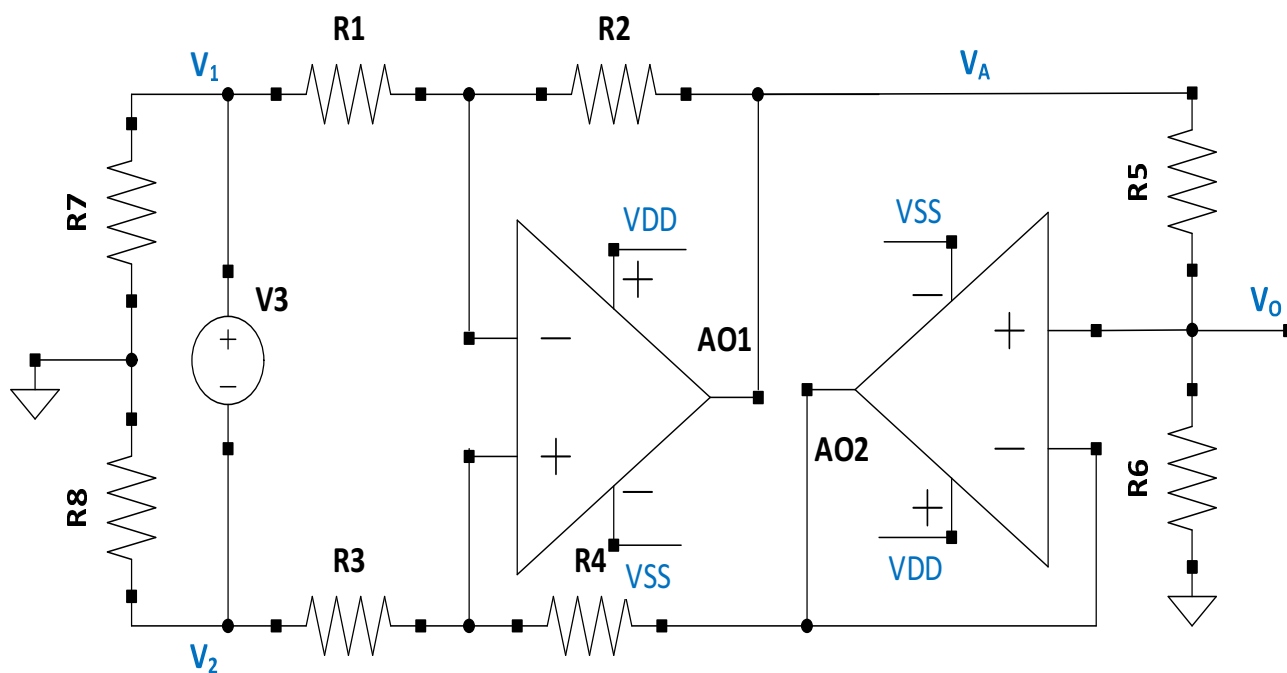 R1
R2
V1
VA
R7
R5
VDD
VSS
+
−
V3
VO
+
−
AO1
+
−
+
AO2
−
R8
R6
−
+
R3
R4
VSS
VDD
V2